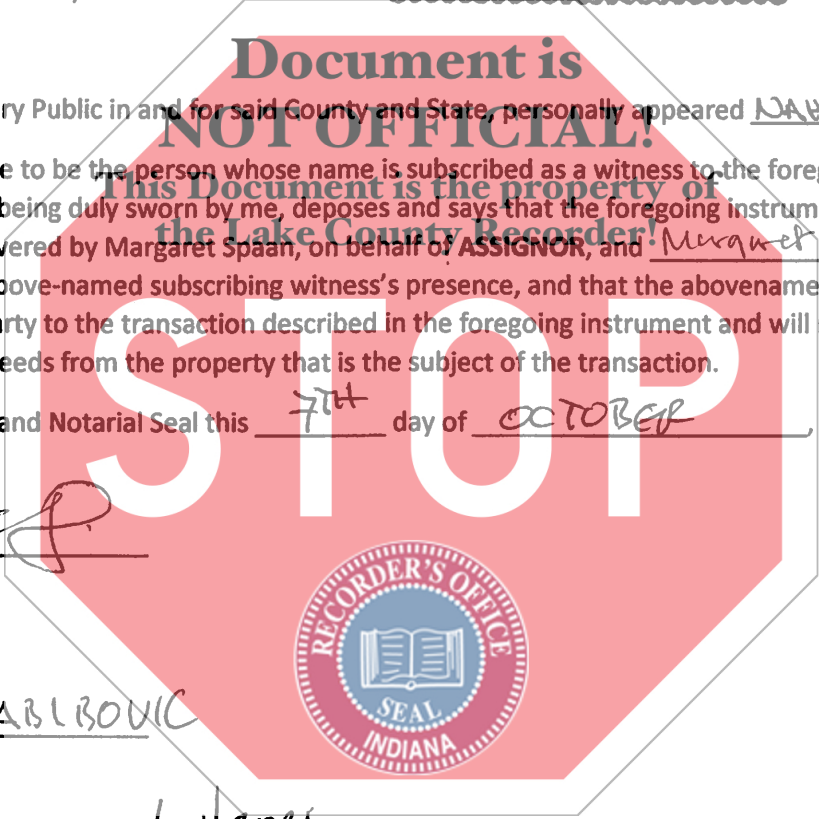 Document is
ry Public in and for said County and State, personally appeared NAH
NOT OFFICIAL!
e to be the person whose name is subscribed as a witness to the foreg
This Document is the property of
being duly sworn by me, deposes and says that the foregoing instrum
the Lake County Recorder!
vered by Margaret Spaan, on behalf of ASSIGNOR, and Margaret
ove-named subscribing witness's presence, and that the abovename
rty to the transaction described in the foregoing instrument and will
eeds from the property that is the subject of the transaction.
STOP
and Notarial Seal this 7TH day of OCTOBER,
RECORDER'S OFFICE
SEAL
INDIANA
ABIBOVIC